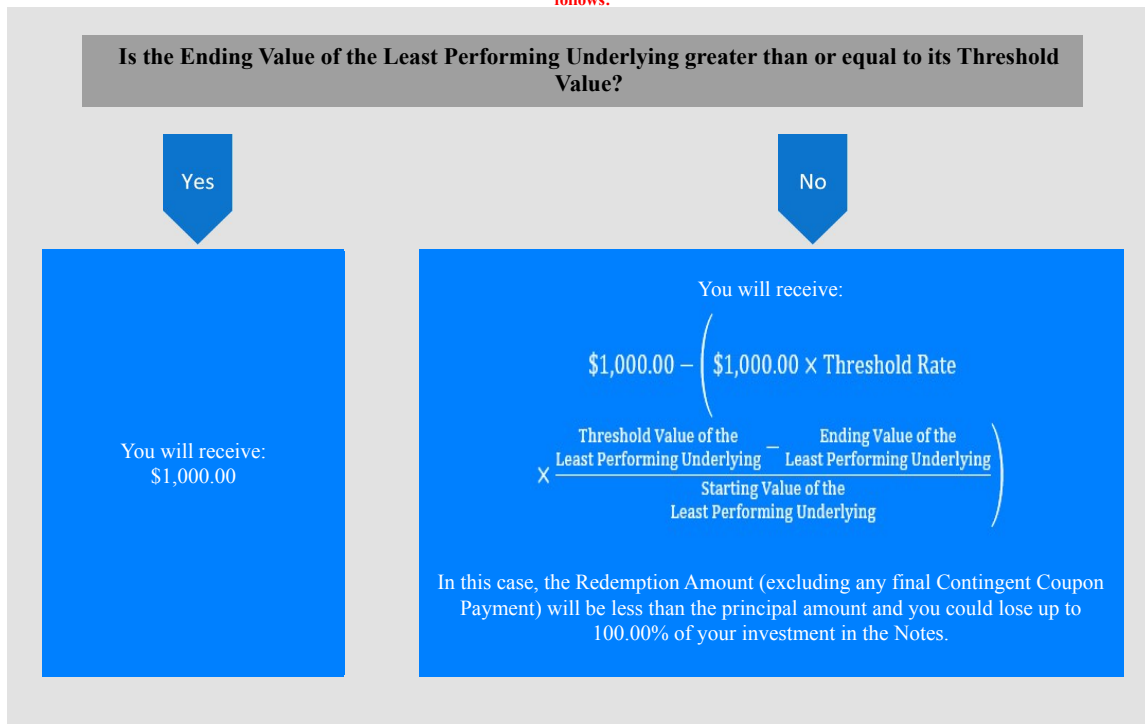 follows:
Is the Ending Value of the Least Performing Underlying greater than or equal to its Threshold
Value?
Yes
No
You will receive:
$1,000.00
You will receive:
$1,000.00 − ( $1,000.00 × Threshold Rate
× Threshold Value of the Least Performing Underlying − Ending Value of the Least Performing Underlying
Starting Value of the
Least Performing Underlying )
In this case, the Redemption Amount (excluding any final Contingent Coupon
Payment) will be less than the principal amount and you could lose up to
100.00% of your investment in the Notes.